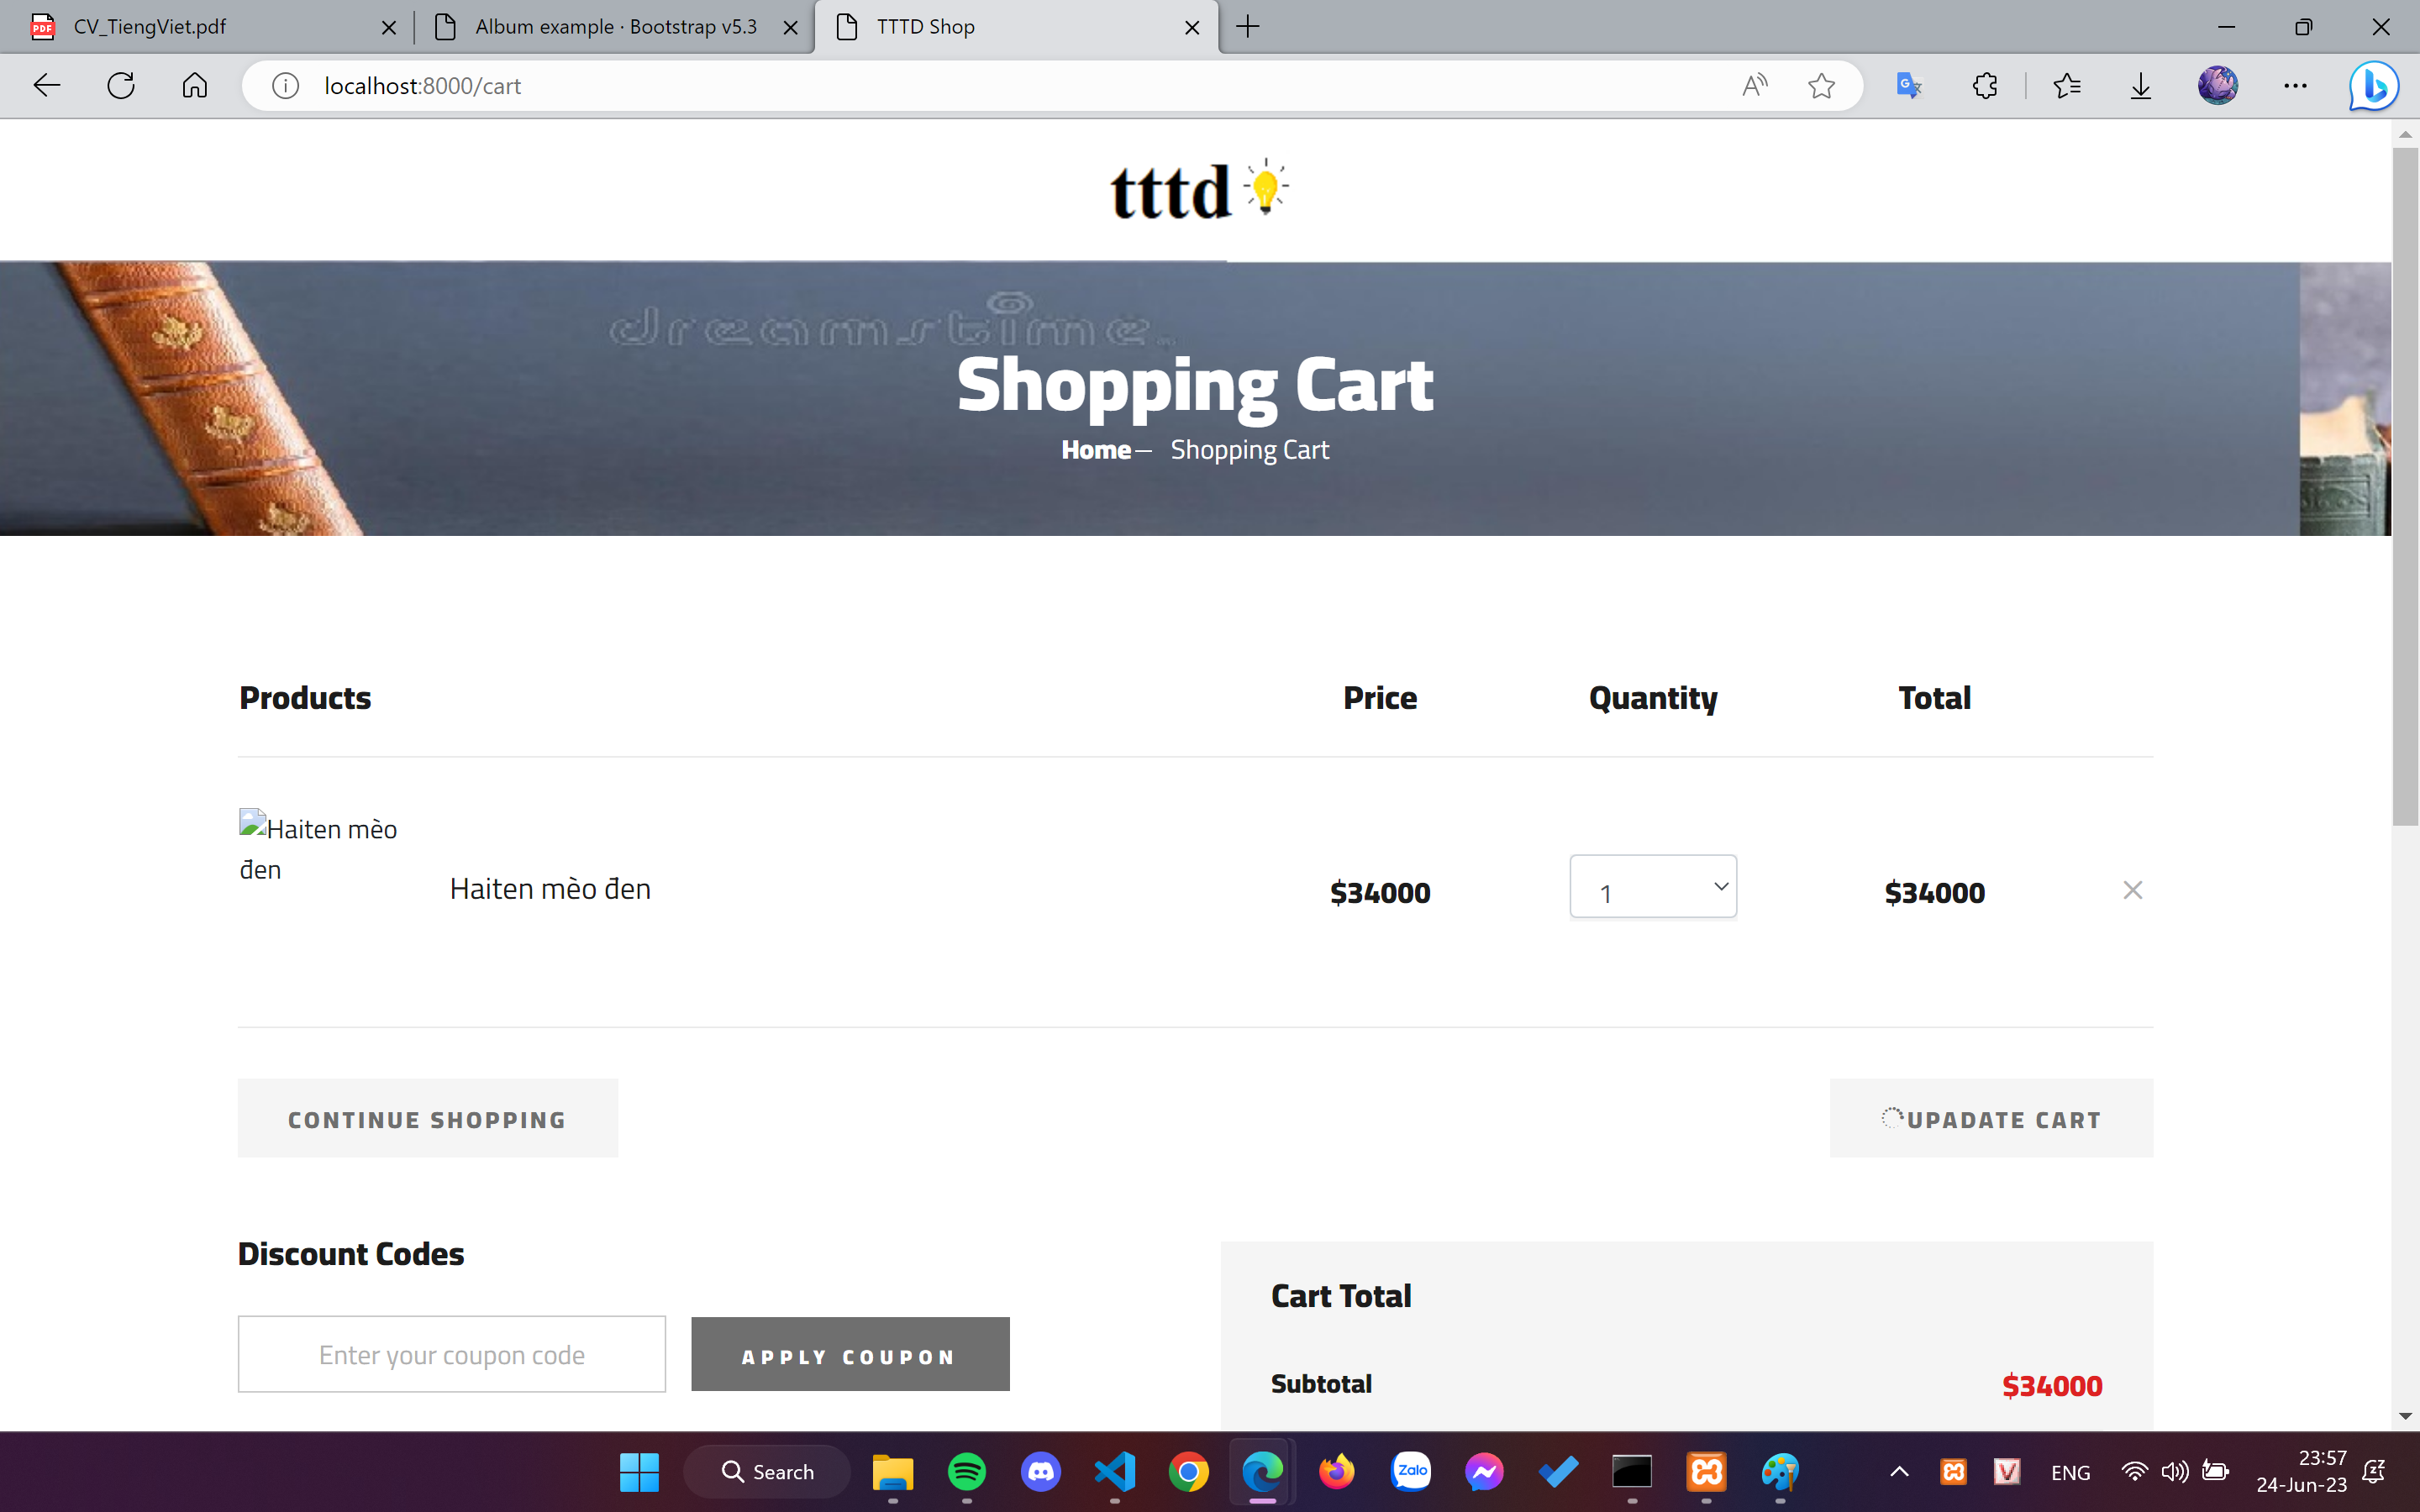 CV_TiengViet.pdf
Album example · Bootstrap v5.3
TTTD Shop
localhost:8000/cart
tttd
dreamstime
Shopping Cart
Home — Shopping Cart
Products Price Quantity Total
Haiten mèo
đen
Haiten mèo đen $34000 1 $34000
CONTINUE SHOPPING UPADATE CART
Discount Codes
Cart Total
Enter your coupon code APPLY COUPON
Subtotal $34000
Search
Zalo
ENG
23:57
24-Jun-23